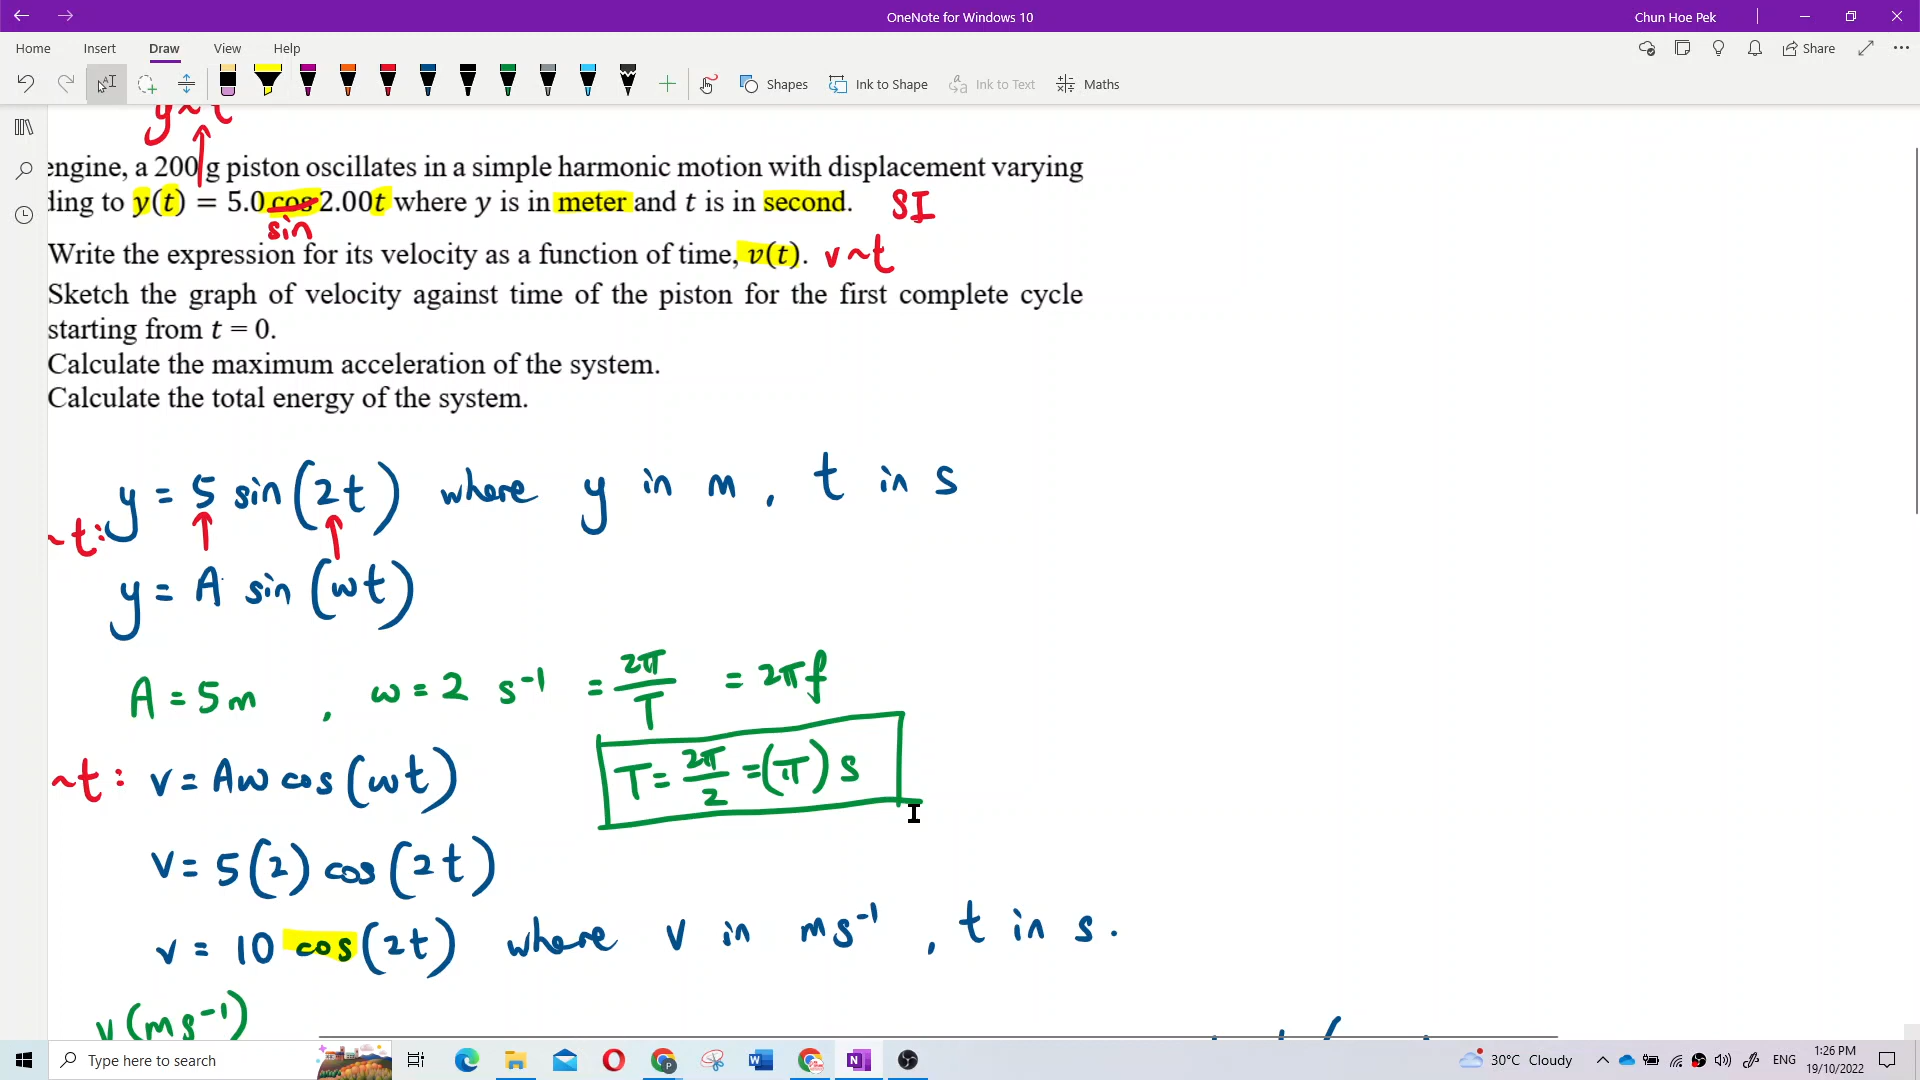 OneNote for Windows 10
Chun Hoe Pek
Home Insert Draw View Help
Share
Shapes Ink to Shape Ink to Text Maths
y ~ t
engine, a 200 g piston oscillates in a simple harmonic motion with displacement varying
ding to y(t) = 5.0 cos 2.00t where y is in meter and t is in second. SI
sin
Write the expression for its velocity as a function of time, v(t). v~t
Sketch the graph of velocity against time of the piston for the first complete cycle
starting from t = 0.
Calculate the maximum acceleration of the system.
Calculate the total energy of the system.
y = 5 sin (2t) where y in m, t in s
~t:
y = A sin (ωt)
A = 5m , ω = 2 s⁻¹ = 2π/T = 2πf
T = 2π/2 = (π) s
~t: v = Aω cos (ωt)
v = 5(2) cos (2t)
v = 10 cos (2t) where v in ms⁻¹, t in s.
v (ms⁻¹)
Type here to search
30°C Cloudy
ENG
1:26 PM
19/10/2022